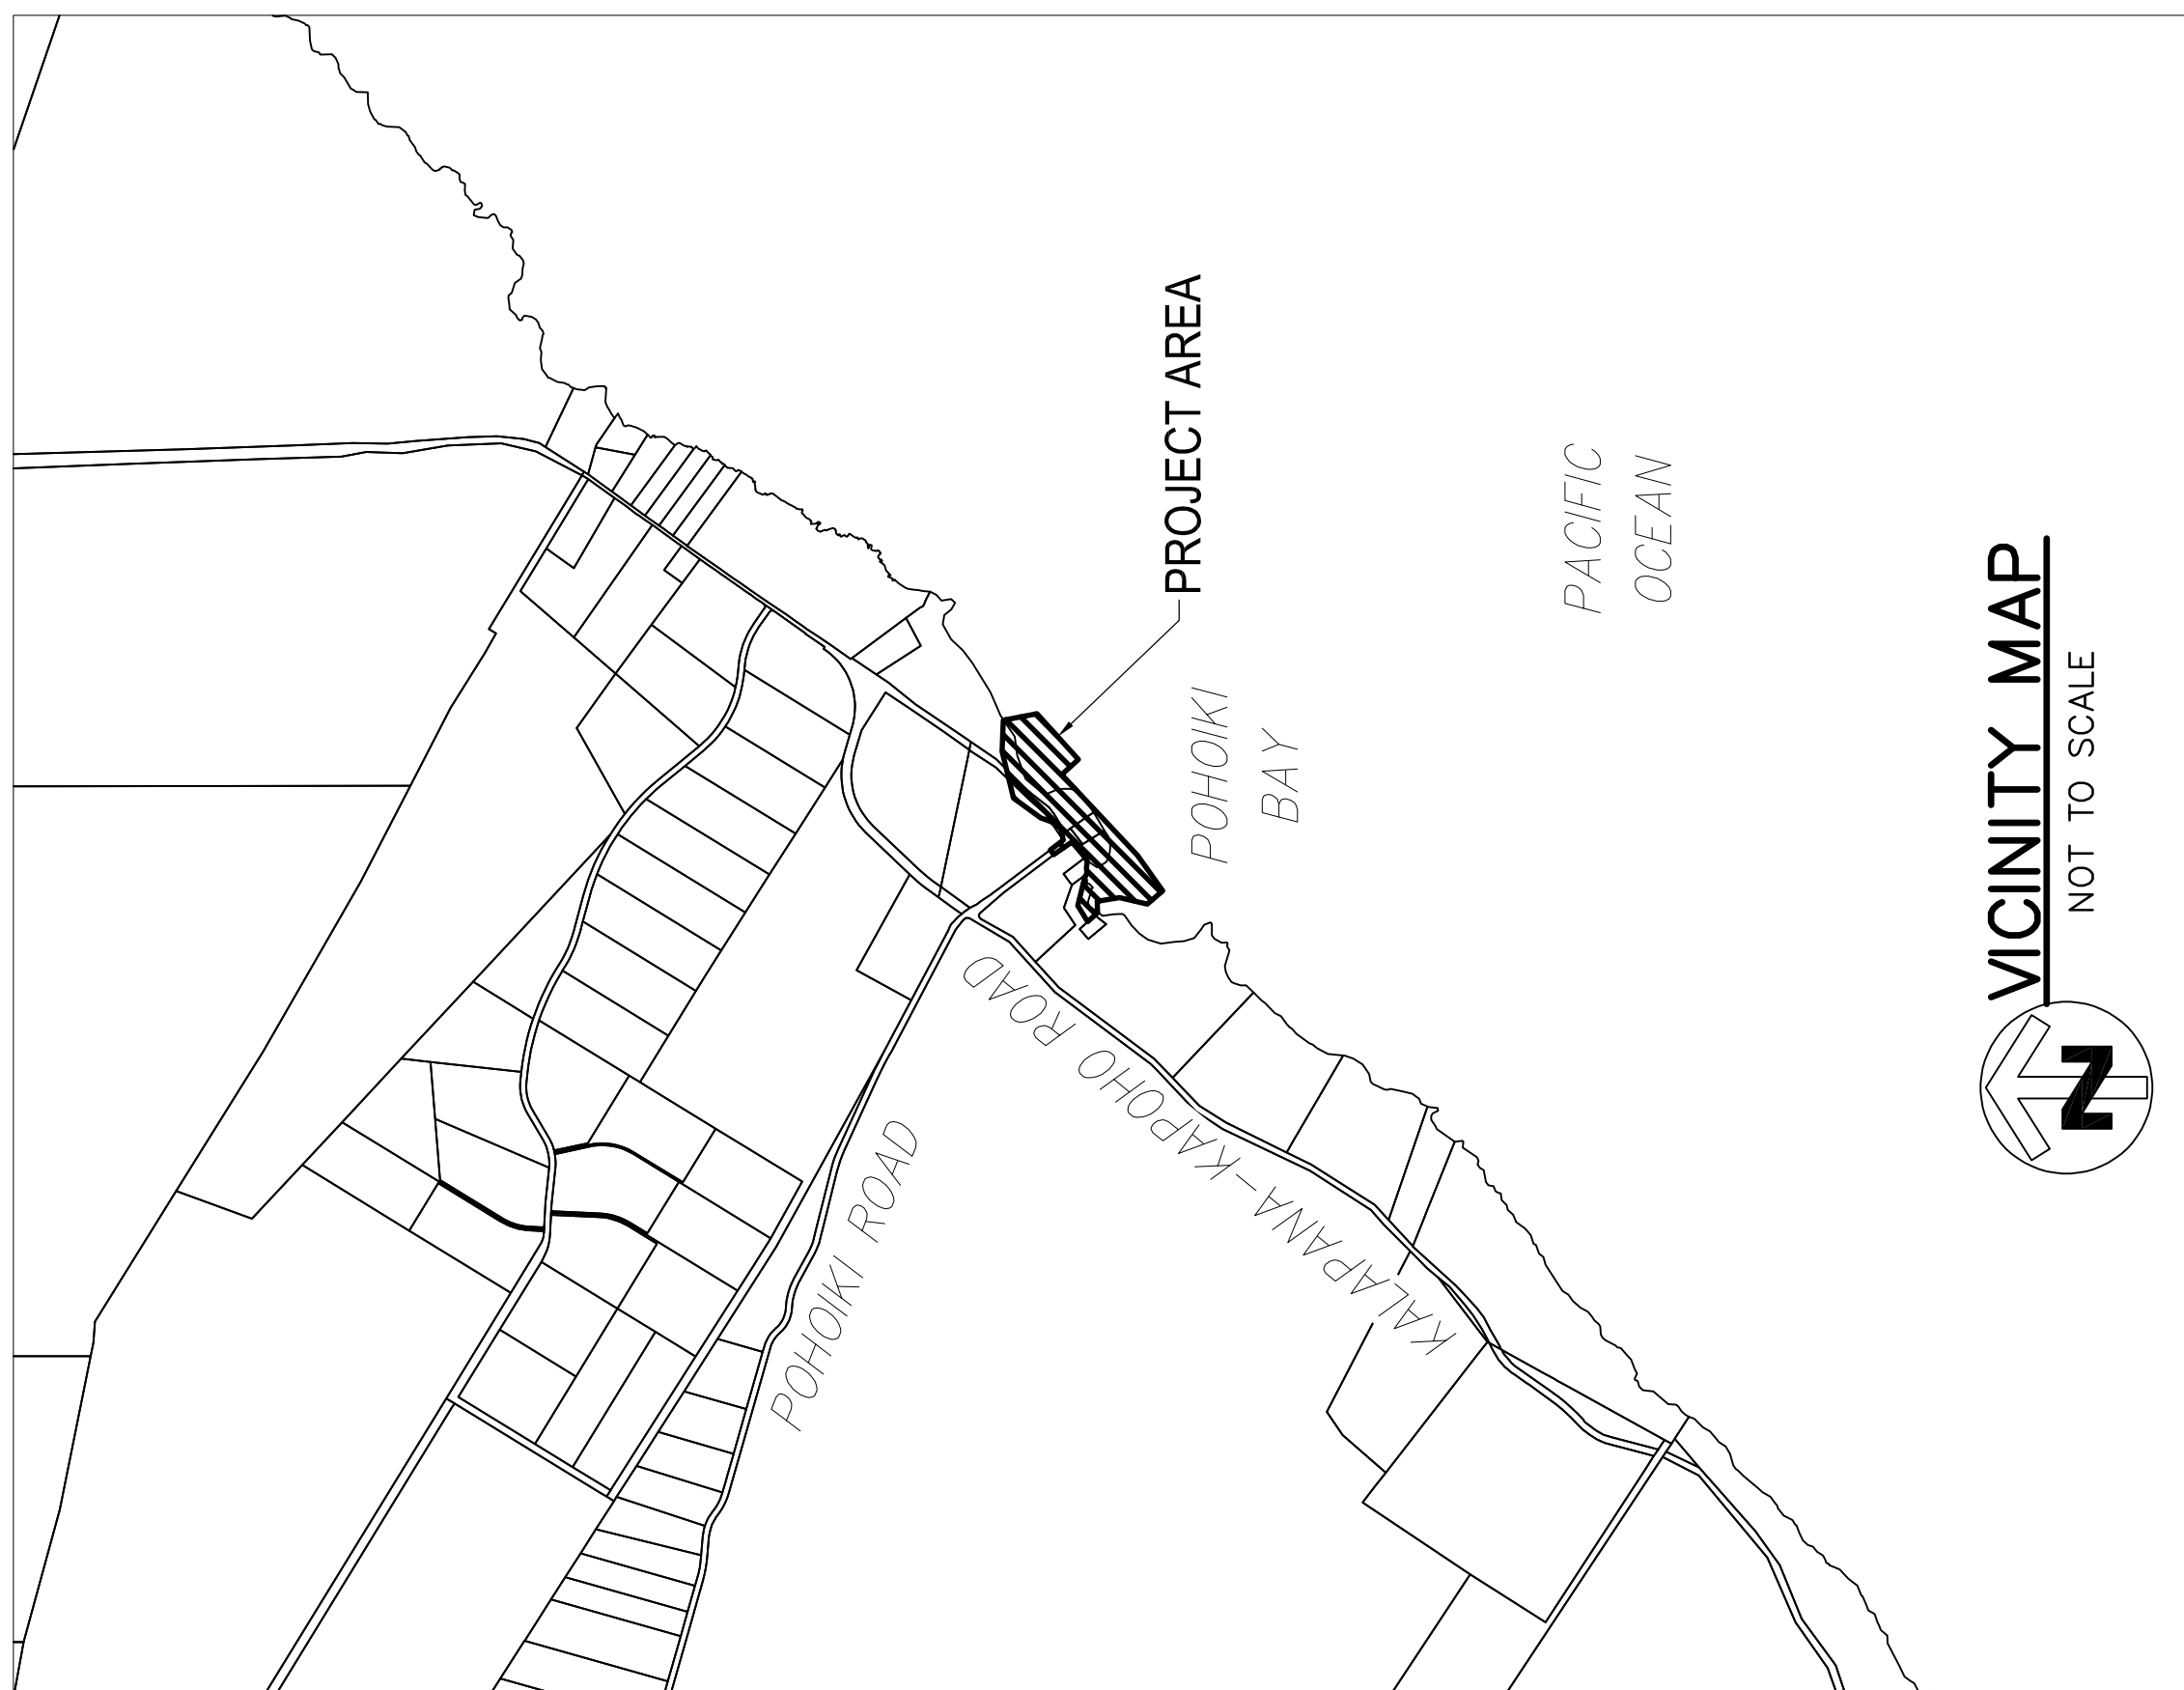 PROJECT AREA
POHOIKI
BAY
PACIFIC
OCEAN
POHOIKI ROAD
KALAPANA-KAPOHO ROAD
VICINITY MAP
NOT TO SCALE
N